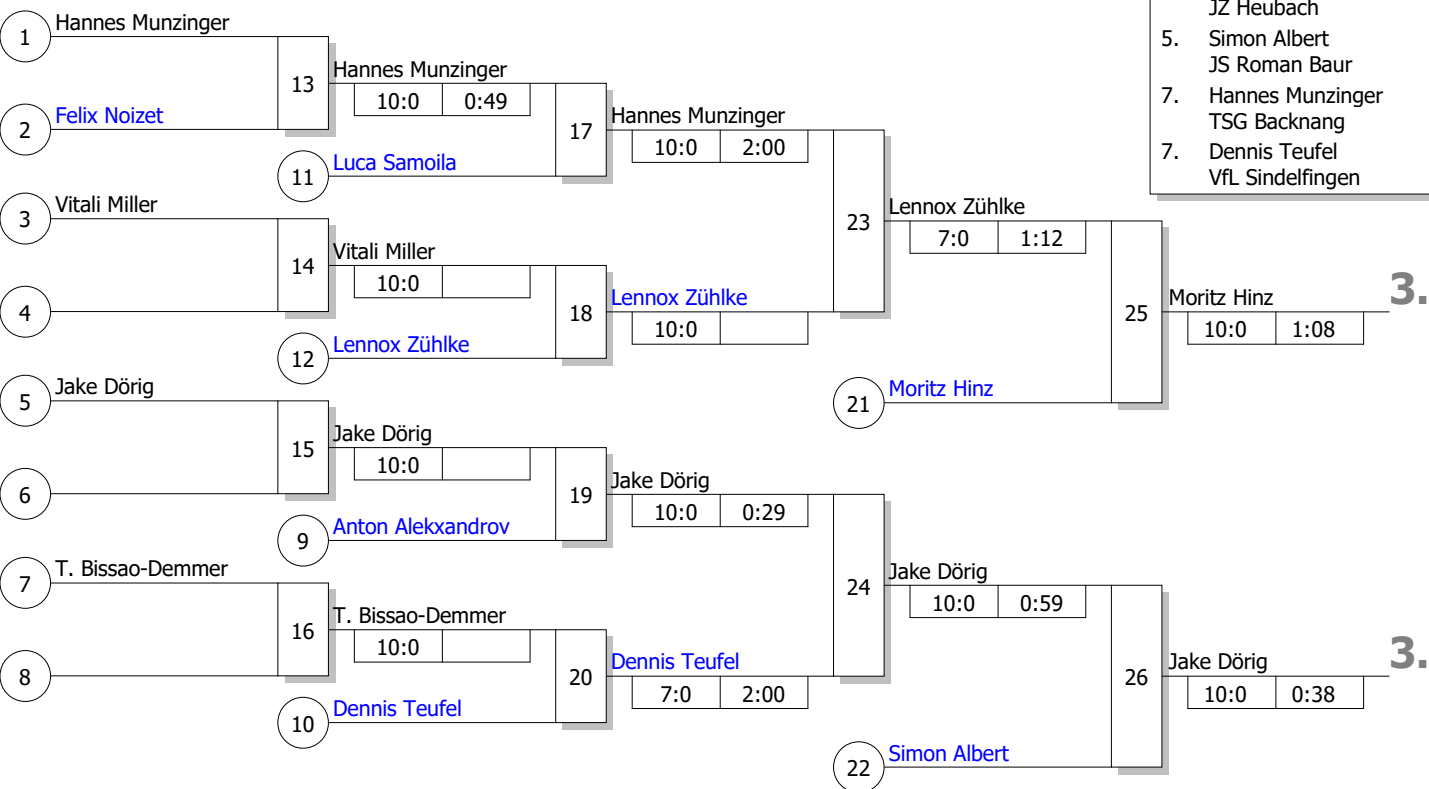 1 Hannes Munzinger
2 Felix Noizet
13
Hannes Munzinger
10:0 0:49
11 Luca Samoila
17
Hannes Munzinger
10:0 2:00
3 Vitali Miller
4
14
Vitali Miller
10:0
12 Lennox Zühlke
18
Lennox Zühlke
10:0
23
Lennox Zühlke
7:0 1:12
21 Moritz Hinz
25
Moritz Hinz
10:0 1:08
3.
5 Jake Dörig
6
15
Jake Dörig
10:0
9 Anton Alekxandrov
19
Jake Dörig
10:0 0:29
7 T. Bissao-Demmer
8
16
T. Bissao-Demmer
10:0
10 Dennis Teufel
20
Dennis Teufel
7:0 2:00
24
Jake Dörig
10:0 0:59
22 Simon Albert
26
Jake Dörig
10:0 0:38
3.
JZ Heubach
5. Simon Albert
JS Roman Baur
7. Hannes Munzinger
TSG Backnang
7. Dennis Teufel
VfL Sindelfingen